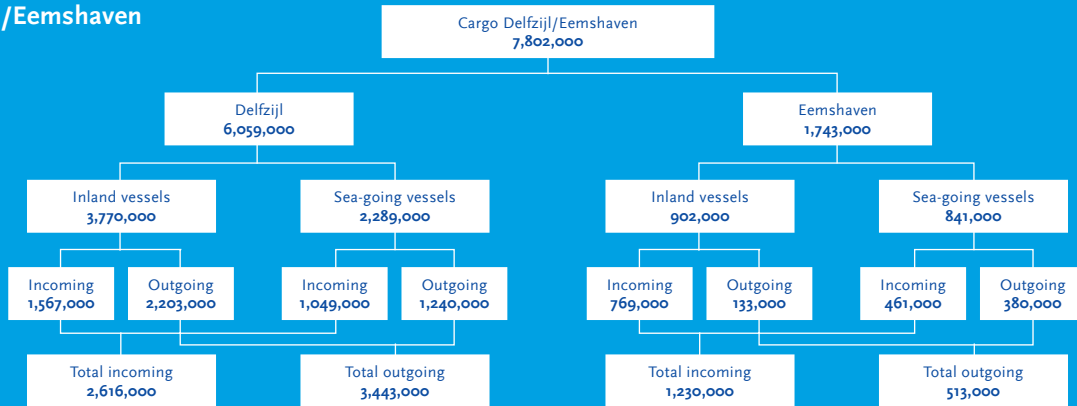 /Eemshaven
Cargo Delfzijl/Eemshaven
7,802,000
Delfzijl
6,059,000
Eemshaven
1,743,000
Inland vessels
3,770,000
Sea-going vessels
2,289,000
Inland vessels
902,000
Sea-going vessels
841,000
Incoming
1,567,000
Outgoing
2,203,000
Incoming
1,049,000
Outgoing
1,240,000
Incoming
769,000
Outgoing
133,000
Incoming
461,000
Outgoing
380,000
Total incoming
2,616,000
Total outgoing
3,443,000
Total incoming
1,230,000
Total outgoing
513,000